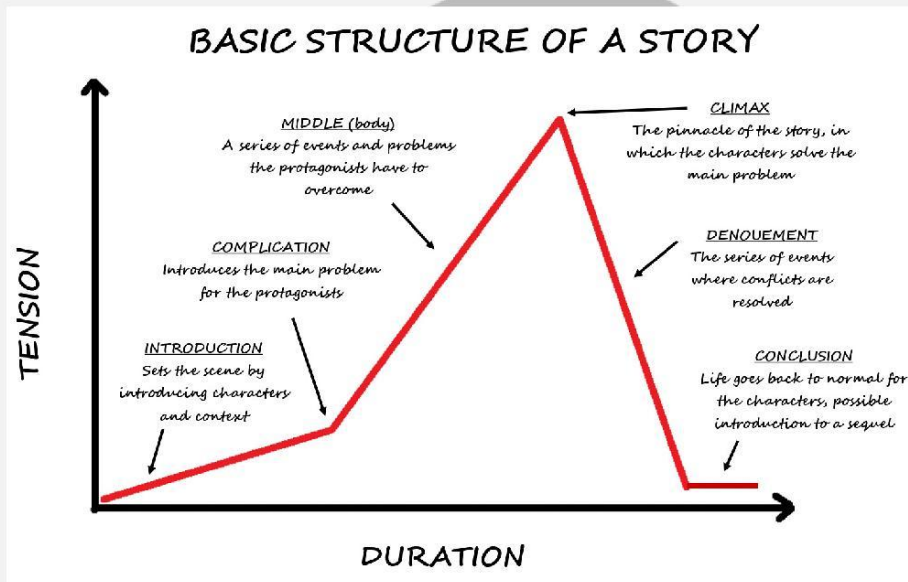 BASIC STRUCTURE OF A STORY
TENSION
INTRODUCTION
Sets the scene by
introducing characters
and context
COMPLICATION
Introduces the main problem
for the protagonists
MIDDLE (body)
A series of events and problems
the protagonists have to
overcome
CLIMAX
The pinnacle of the story, in
which the characters solve the
main problem
DENOUEMENT
The series of events
where conflicts are
resolved
CONCLUSION
Life goes back to normal for
the characters, possible
introduction to a sequel
DURATION